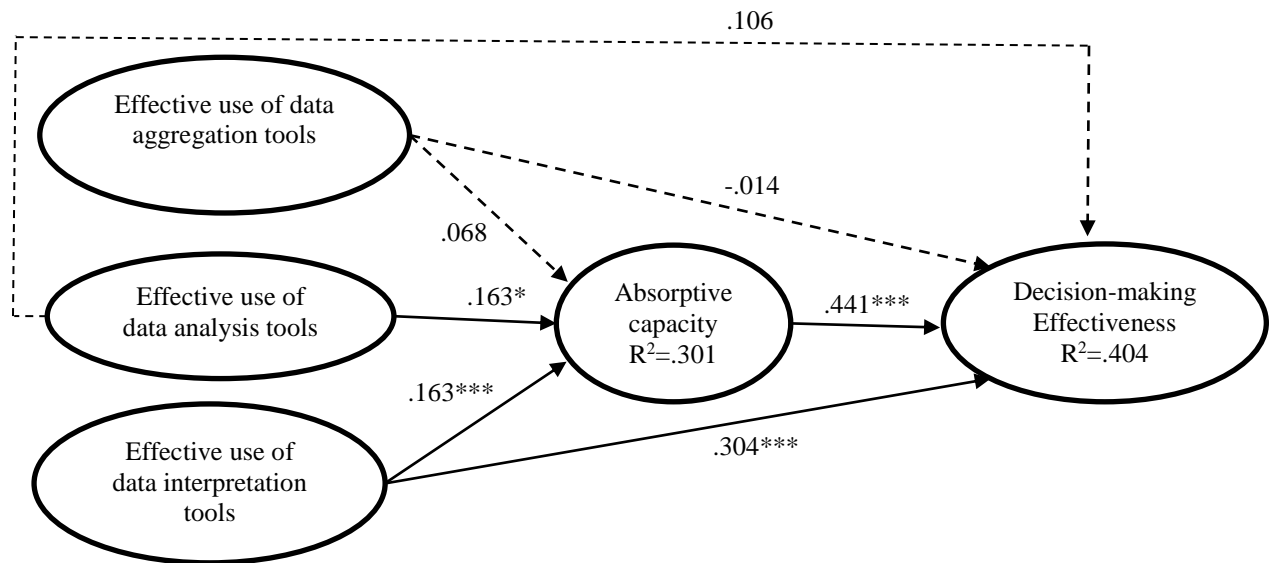 .106
Effective use of data
aggregation tools
-.014
.068
Effective use of
data analysis tools
.163*
Absorptive
capacity
R²=.301
.441***
Decision-making
Effectiveness
R²=.404
.163***
Effective use of
data interpretation
tools
.304***